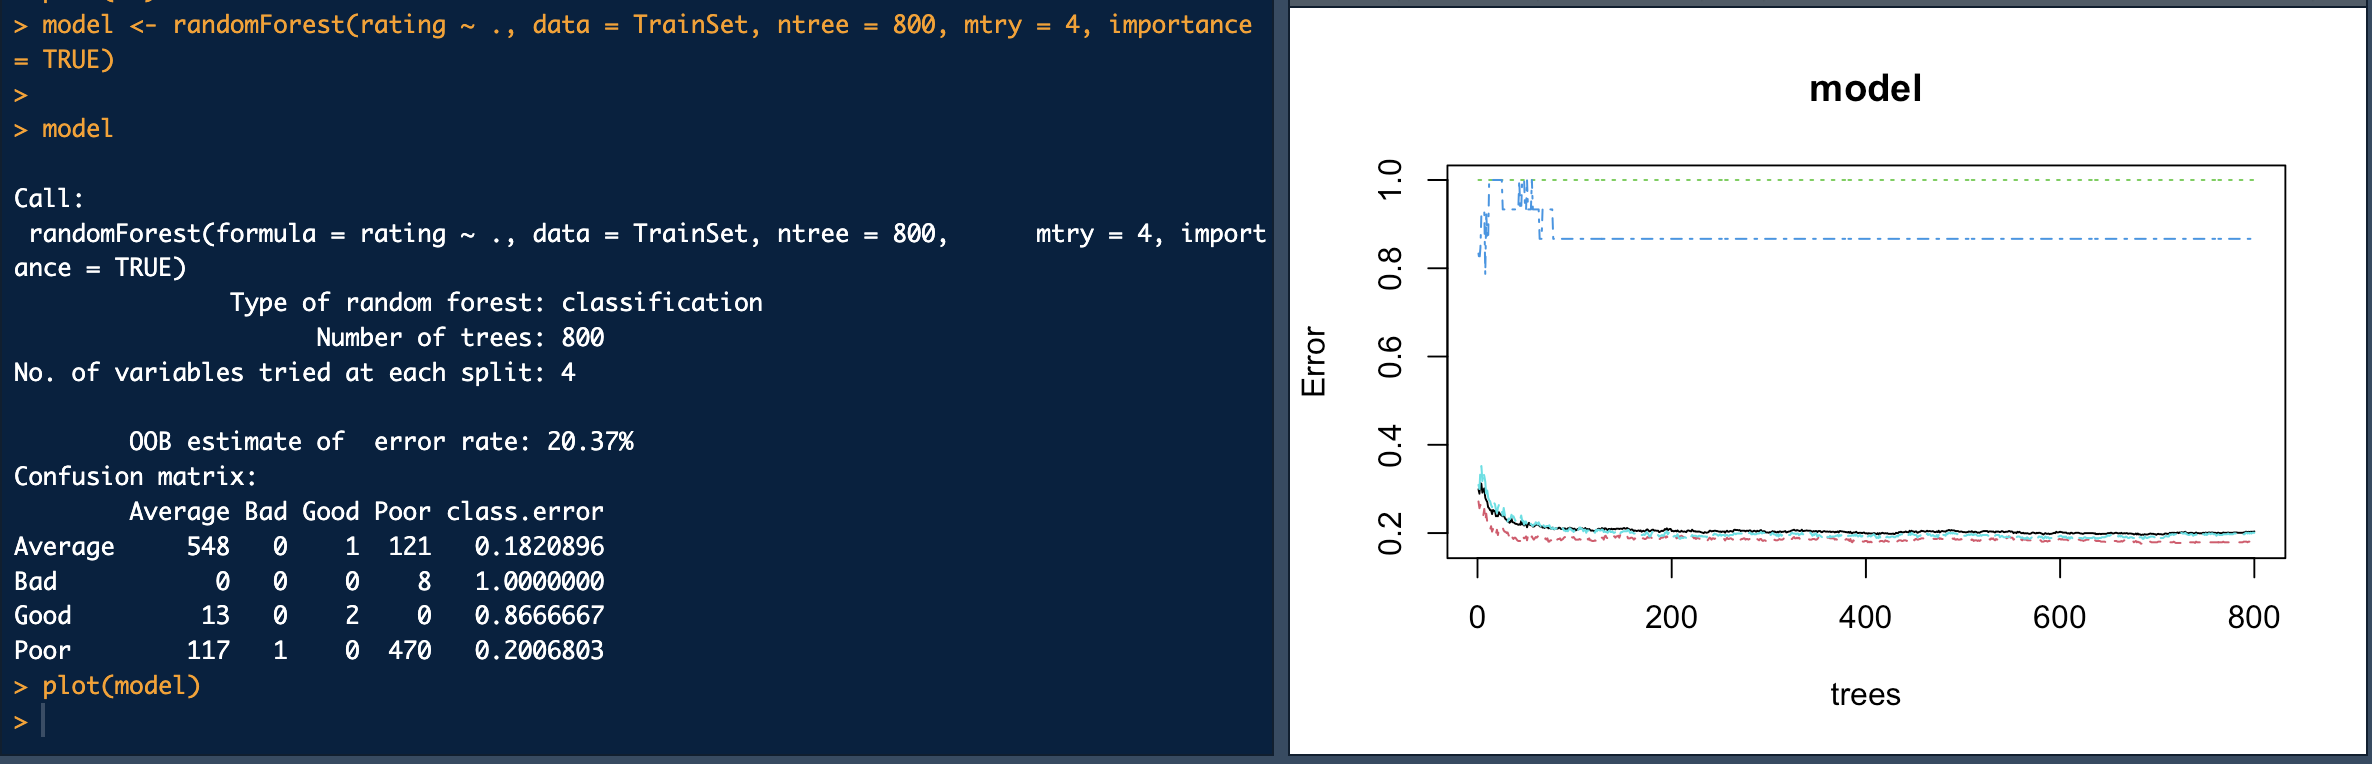 > model <- randomForest(rating ~ ., data = TrainSet, ntree = 800, mtry = 4, importance
= TRUE)
>
> model
Call:
 randomForest(formula = rating ~ ., data = TrainSet, ntree = 800,      mtry = 4, import
ance = TRUE)
               Type of random forest: classification
                     Number of trees: 800
No. of variables tried at each split: 4
        OOB estimate of  error rate: 20.37%
Confusion matrix:
        Average Bad Good Poor class.error
Average     548   0    1  121   0.1820896
Bad           0   0    0    8   1.0000000
Good         13   0    2    0   0.8666667
Poor        117   1    0  470   0.2006803
> plot(model)
>
model
Error
1.0
0.8
0.6
0.4
0.2
0 200 400 600 800
trees